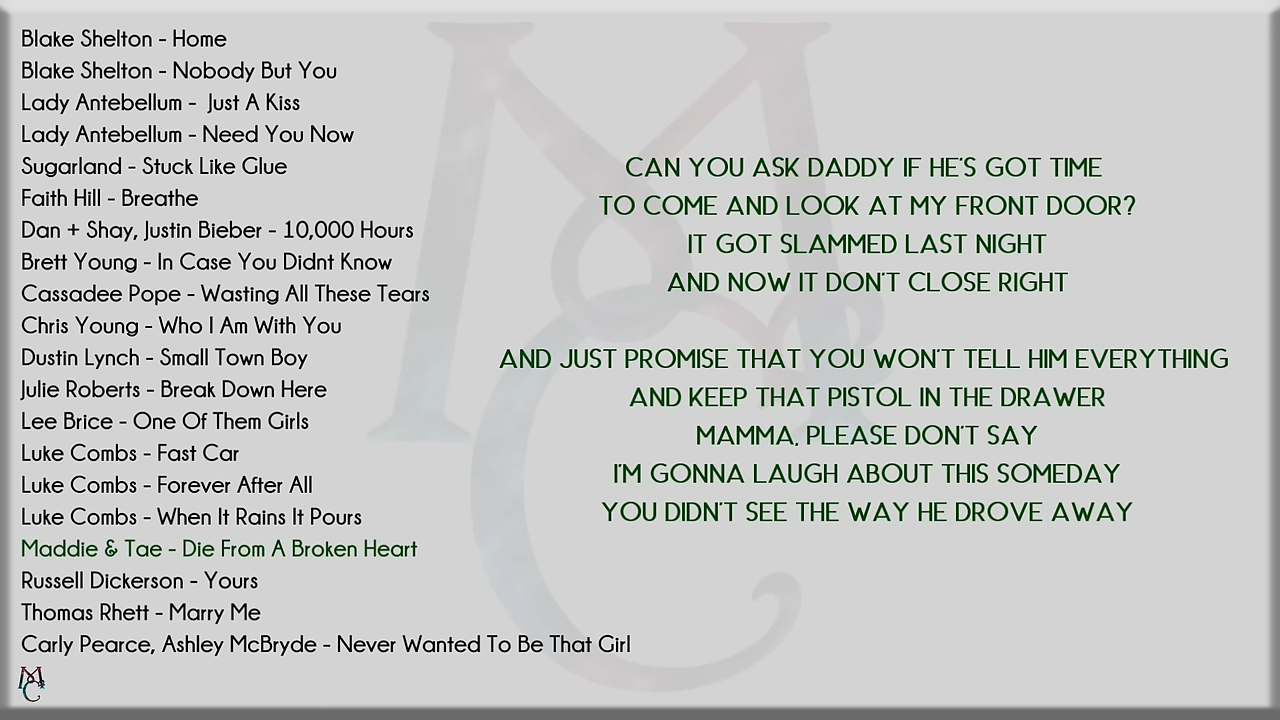 Blake Shelton - Home
Blake Shelton - Nobody But You
Lady Antebellum -  Just A Kiss
Lady Antebellum - Need You Now
Sugarland - Stuck Like Glue
Faith Hill - Breathe
Dan + Shay, Justin Bieber - 10,000 Hours
Brett Young - In Case You Didnt Know
Cassadee Pope - Wasting All These Tears
Chris Young - Who I Am With You
Dustin Lynch - Small Town Boy
Julie Roberts - Break Down Here
Lee Brice - One Of Them Girls
Luke Combs - Fast Car
Luke Combs - Forever After All
Luke Combs - When It Rains It Pours
Maddie & Tae - Die From A Broken Heart
Russell Dickerson - Yours
Thomas Rhett - Marry Me
Carly Pearce, Ashley McBryde - Never Wanted To Be That Girl
CAN YOU ASK DADDY IF HE'S GOT TIME
TO COME AND LOOK AT MY FRONT DOOR?
IT GOT SLAMMED LAST NIGHT
AND NOW IT DON'T CLOSE RIGHT
AND JUST PROMISE THAT YOU WON'T TELL HIM EVERYTHING
AND KEEP THAT PISTOL IN THE DRAWER
MAMMA, PLEASE DON'T SAY
I'M GONNA LAUGH ABOUT THIS SOMEDAY
YOU DIDN'T SEE THE WAY HE DROVE AWAY